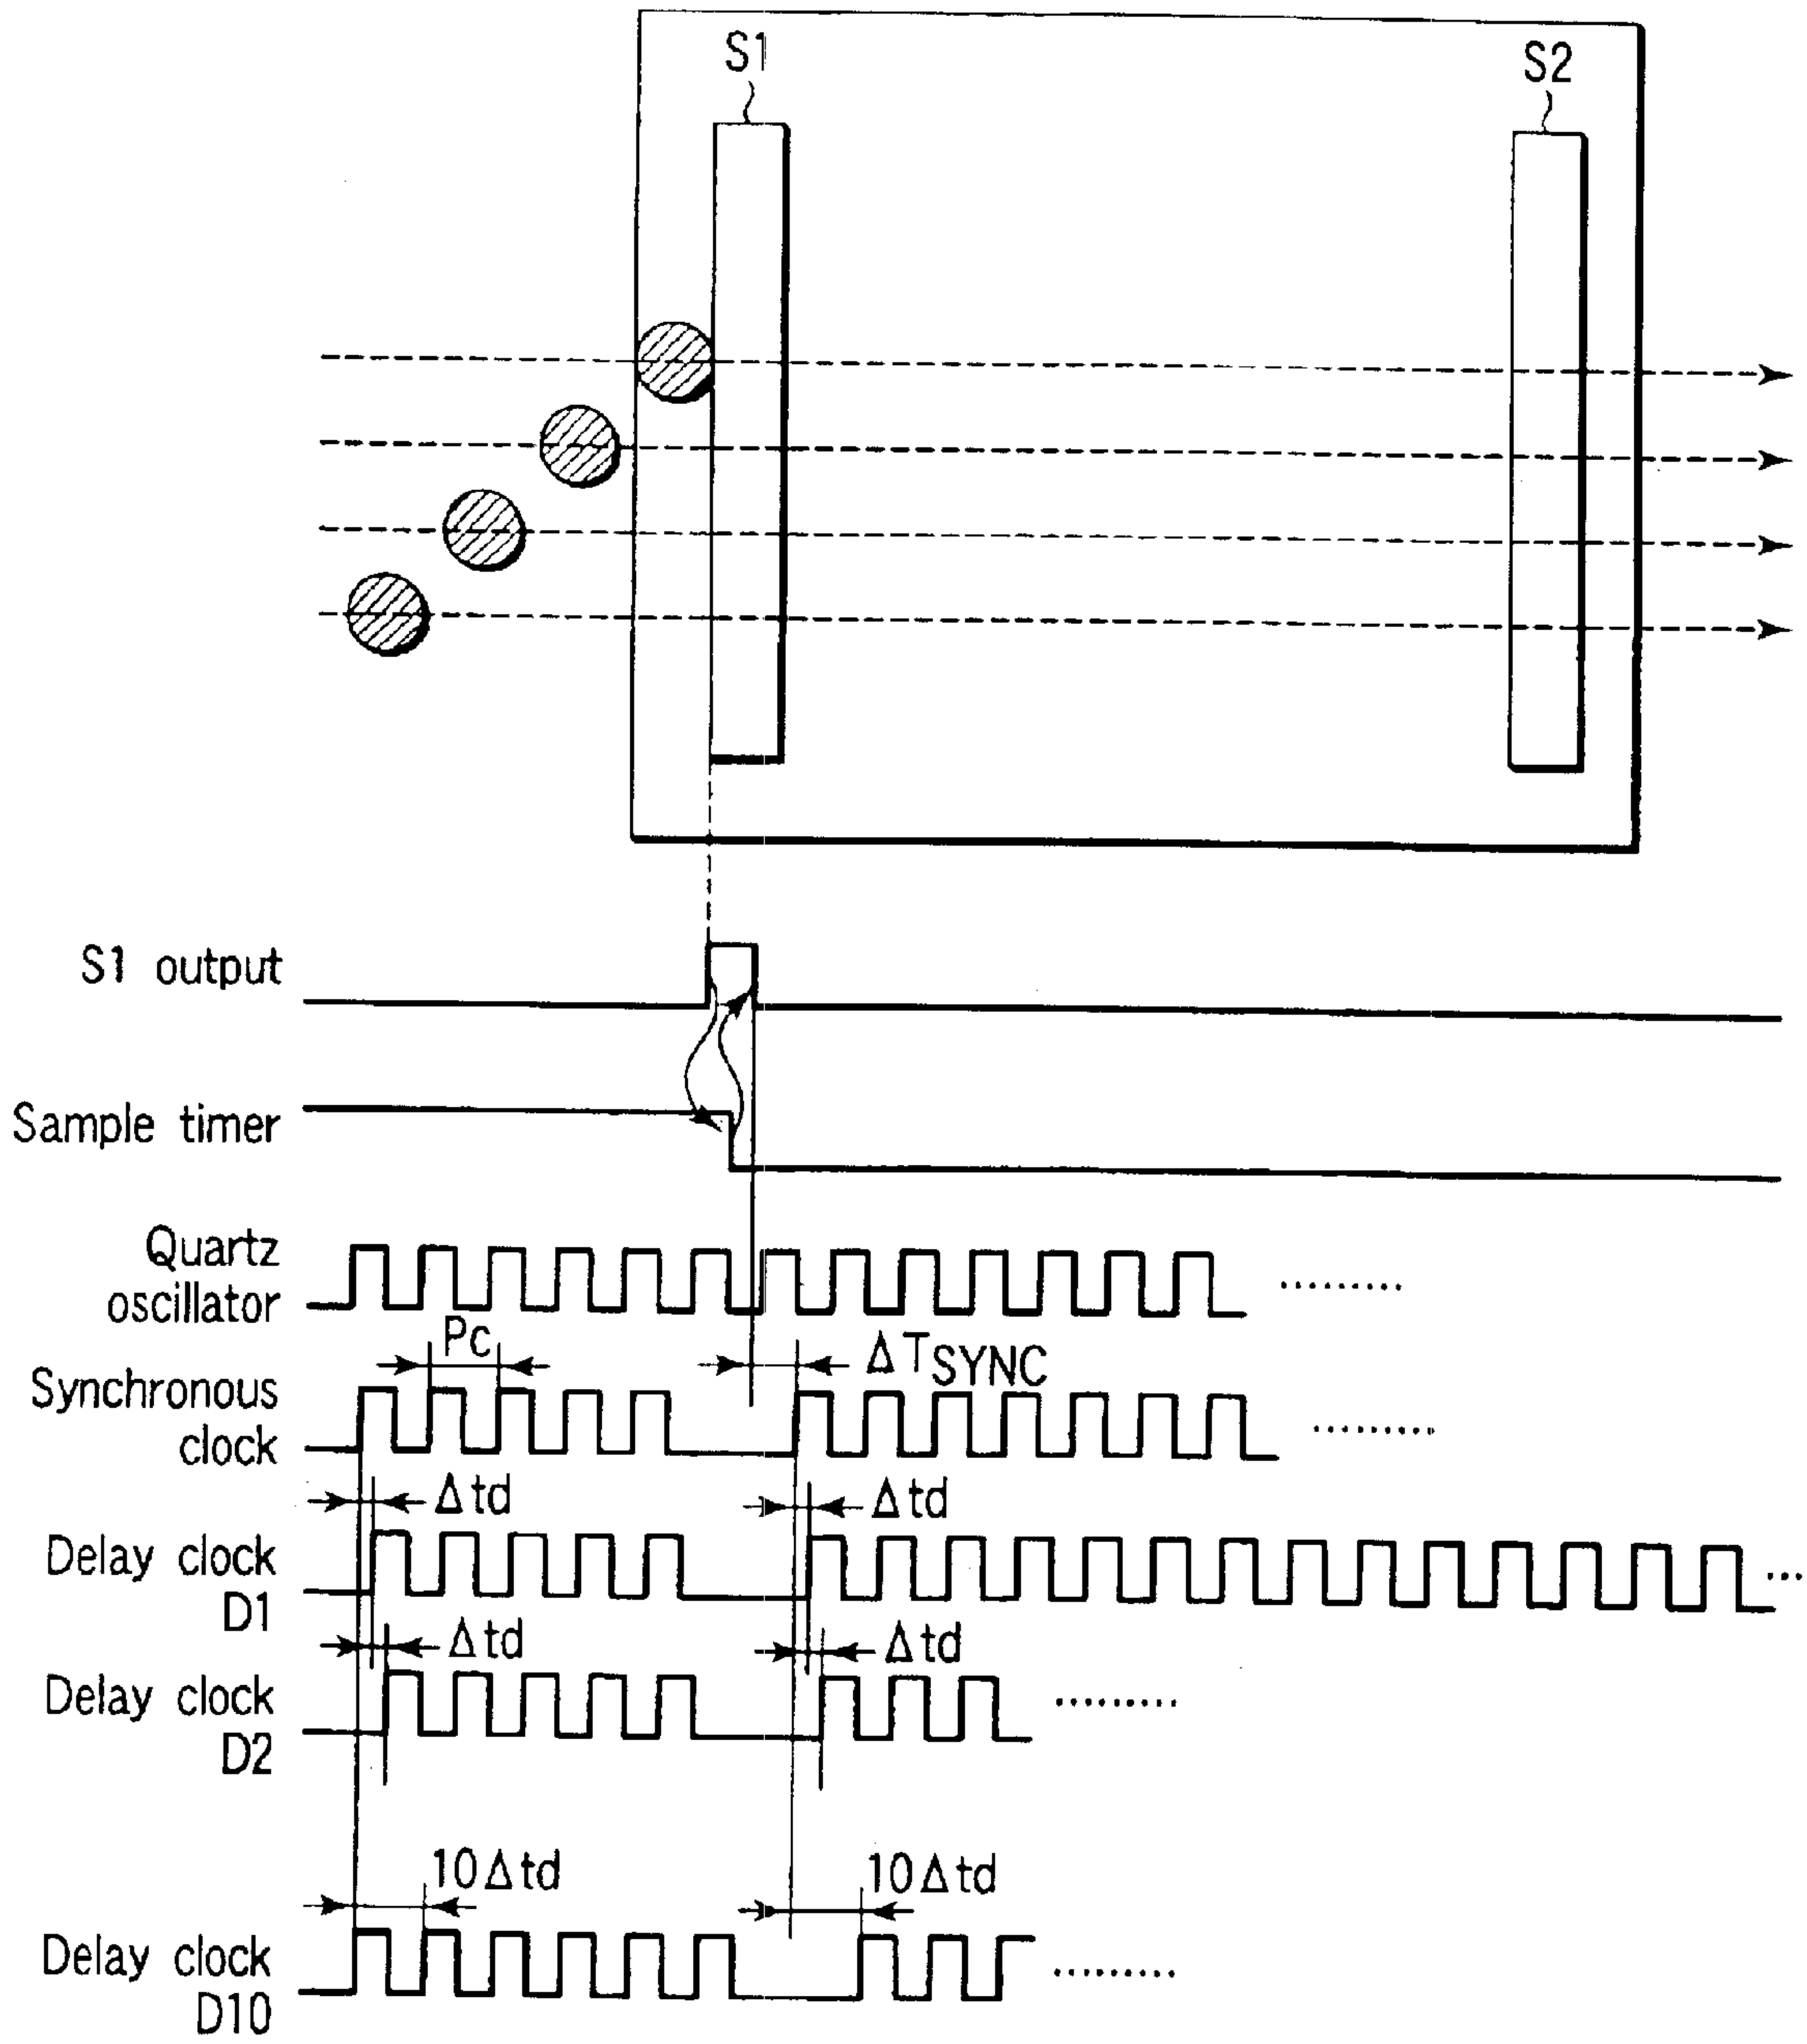 S1
S2
S1 output
Sample timer
Quartz
oscillator
Pc
ΔTSYNC
Synchronous
clock
Δtd
Δtd
Delay clock
D1
Δtd
Δtd
Delay clock
D2
10Δtd
10Δtd
Delay clock
D10